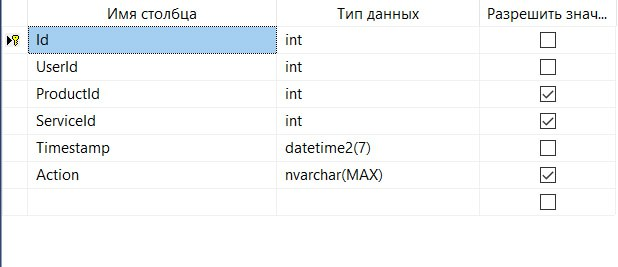 Имя столбца Тип данных Разрешить знач...
Id int
UserId int
ProductId int
ServiceId int
Timestamp datetime2(7)
Action nvarchar(MAX)